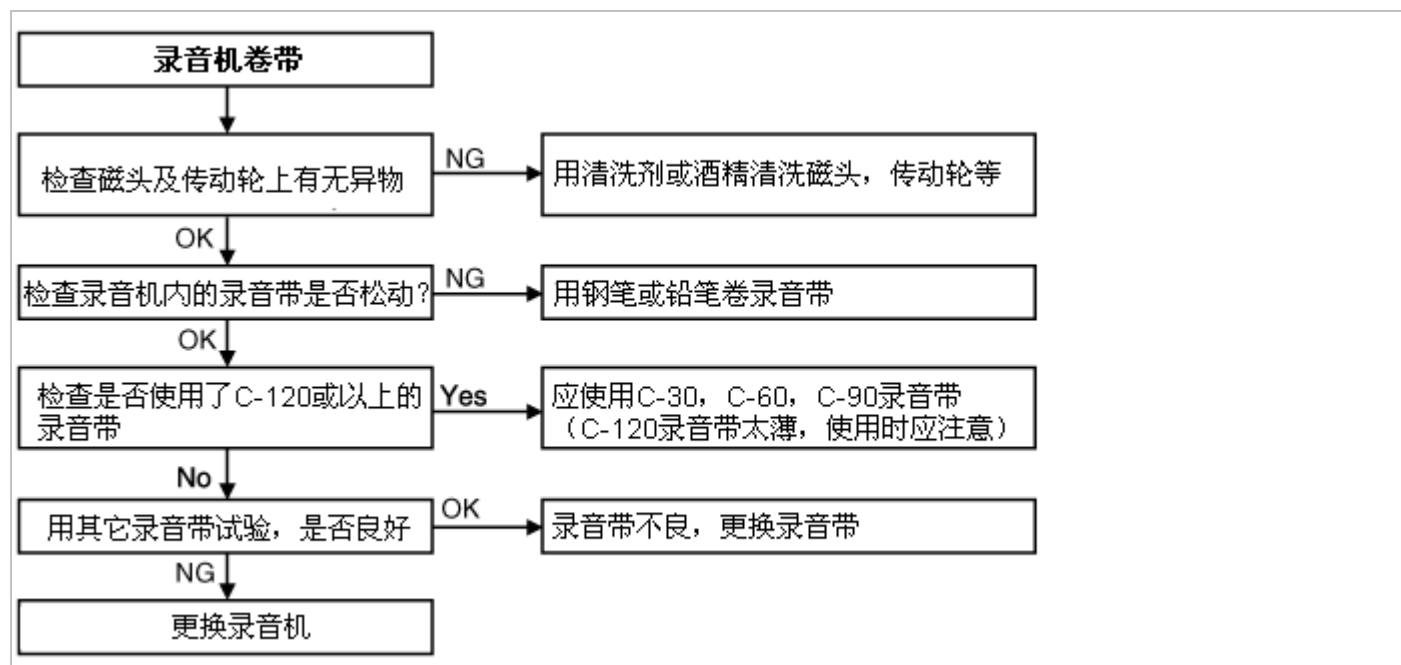 录音机卷带
检查磁头及传动轮上有无异物
NG
用清洗剂或酒精清洗磁头，传动轮等
OK
检查录音机内的录音带是否松动？
NG
用钢笔或铅笔卷录音带
OK
检查是否使用了C-120或以上的
录音带
Yes
应使用C-30，C-60，C-90录音带
（C-120录音带太薄，使用时应注意）
No
用其它录音带试验，是否良好
OK
录音带不良，更换录音带
NG
更换录音机